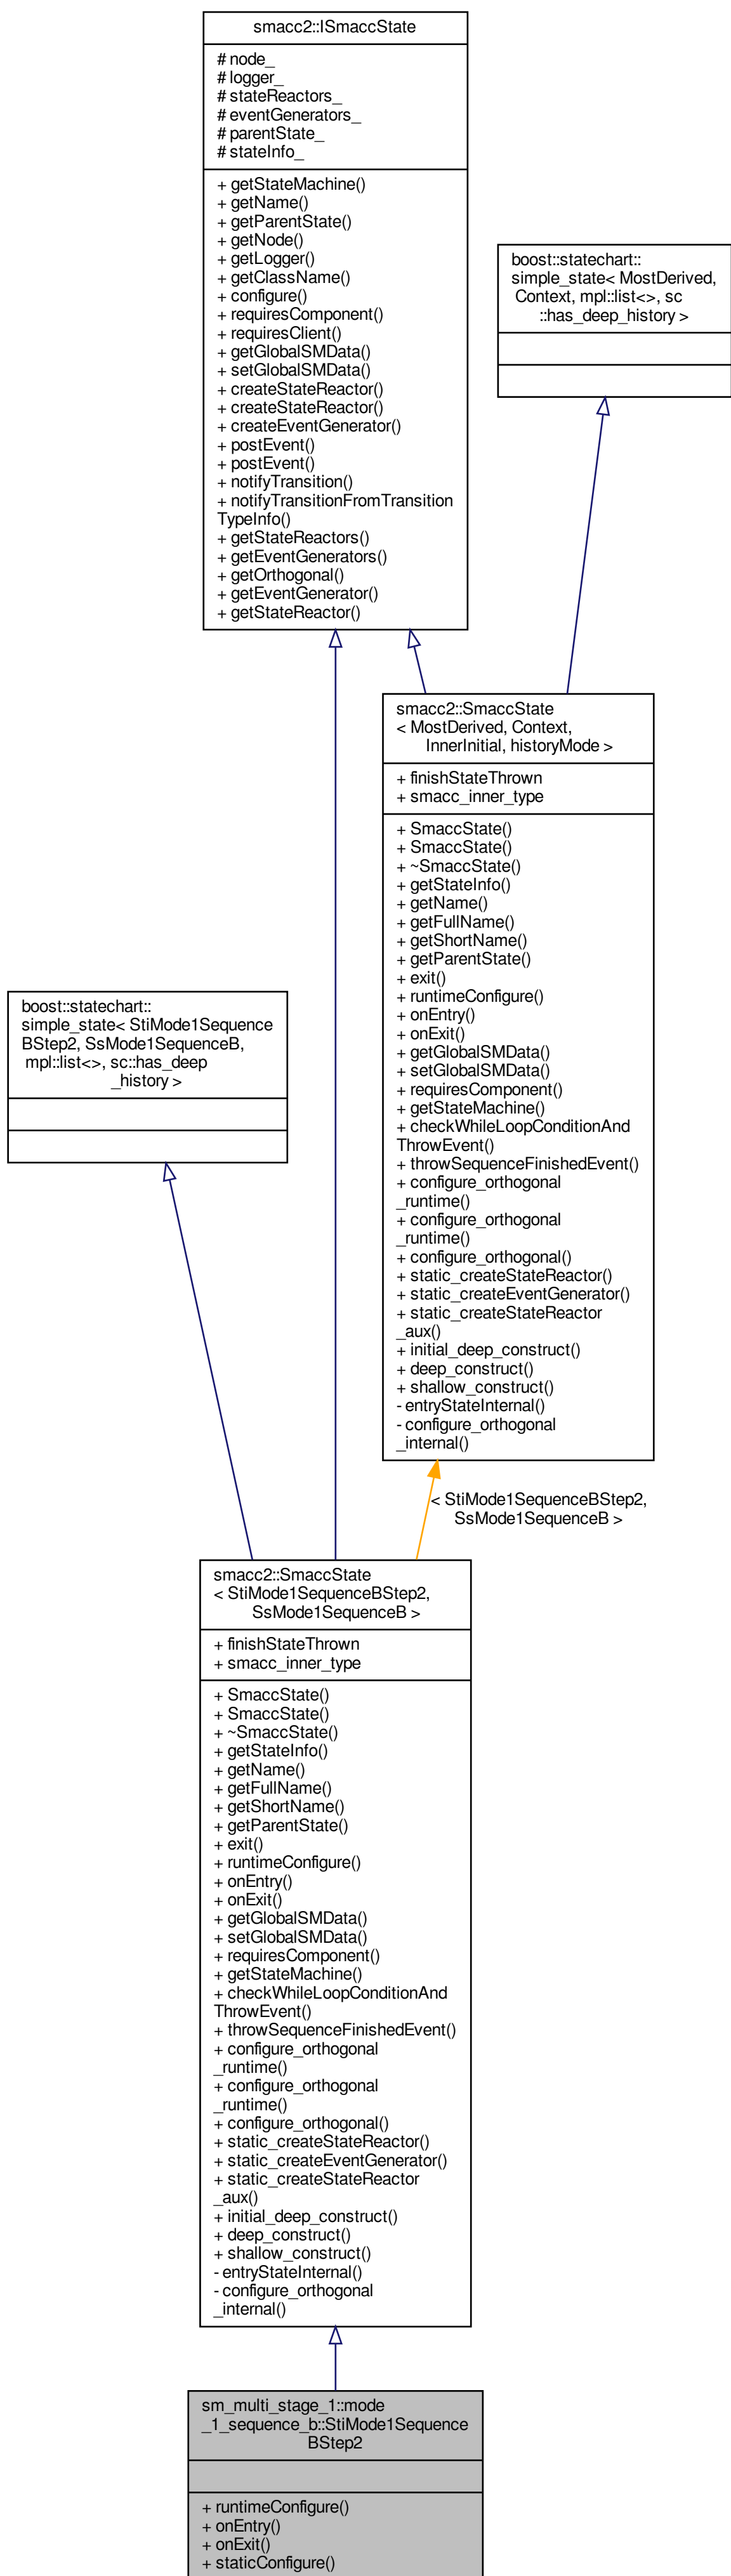 smacc2::ISmaccState
# node_
# logger_
# stateReactors_
# eventGenerators_
# parentState_
# stateInfo_
+ getStateMachine()
+ getName()
+ getParentState()
+ getNode()
+ getLogger()
+ getClassName()
+ configure()
+ requiresComponent()
+ requiresClient()
+ getGlobalSMData()
+ setGlobalSMData()
+ createStateReactor()
+ createStateReactor()
+ createEventGenerator()
+ postEvent()
+ postEvent()
+ notifyTransition()
+ notifyTransitionFromTransition
TypeInfo()
+ getStateReactors()
+ getEventGenerators()
+ getOrthogonal()
+ getEventGenerator()
+ getStateReactor()
boost::statechart::
simple_state< MostDerived,
Context, mpl::list<>, sc
::has_deep_history >
smacc2::SmaccState
< MostDerived, Context,
InnerInitial, historyMode >
+ finishStateThrown
+ smacc_inner_type
+ SmaccState()
+ SmaccState()
+ ~SmaccState()
+ getStateInfo()
+ getName()
+ getFullName()
+ getShortName()
+ getParentState()
+ exit()
+ runtimeConfigure()
+ onEntry()
+ onExit()
+ getGlobalSMData()
+ setGlobalSMData()
+ requiresComponent()
+ getStateMachine()
+ checkWhileLoopConditionAnd
ThrowEvent()
+ throwSequenceFinishedEvent()
+ configure_orthogonal
_runtime()
+ configure_orthogonal
_runtime()
+ configure_orthogonal()
+ static_createStateReactor()
+ static_createEventGenerator()
+ static_createStateReactor
_aux()
+ initial_deep_construct()
+ deep_construct()
+ shallow_construct()
- entryStateInternal()
- configure_orthogonal
_internal()
boost::statechart::
simple_state< StiMode1Sequence
BStep2, SsMode1SequenceB,
mpl::list<>, sc::has_deep
_history >
< StiMode1SequenceBStep2,
SsMode1SequenceB >
smacc2::SmaccState
< StiMode1SequenceBStep2,
SsMode1SequenceB >
+ finishStateThrown
+ smacc_inner_type
+ SmaccState()
+ SmaccState()
+ ~SmaccState()
+ getStateInfo()
+ getName()
+ getFullName()
+ getShortName()
+ getParentState()
+ exit()
+ runtimeConfigure()
+ onEntry()
+ onExit()
+ getGlobalSMData()
+ setGlobalSMData()
+ requiresComponent()
+ getStateMachine()
+ checkWhileLoopConditionAnd
ThrowEvent()
+ throwSequenceFinishedEvent()
+ configure_orthogonal
_runtime()
+ configure_orthogonal
_runtime()
+ configure_orthogonal()
+ static_createStateReactor()
+ static_createEventGenerator()
+ static_createStateReactor
_aux()
+ initial_deep_construct()
+ deep_construct()
+ shallow_construct()
- entryStateInternal()
- configure_orthogonal
_internal()
sm_multi_stage_1::mode
_1_sequence_b::StiMode1Sequence
BStep2
+ runtimeConfigure()
+ onEntry()
+ onExit()
+ staticConfigure()